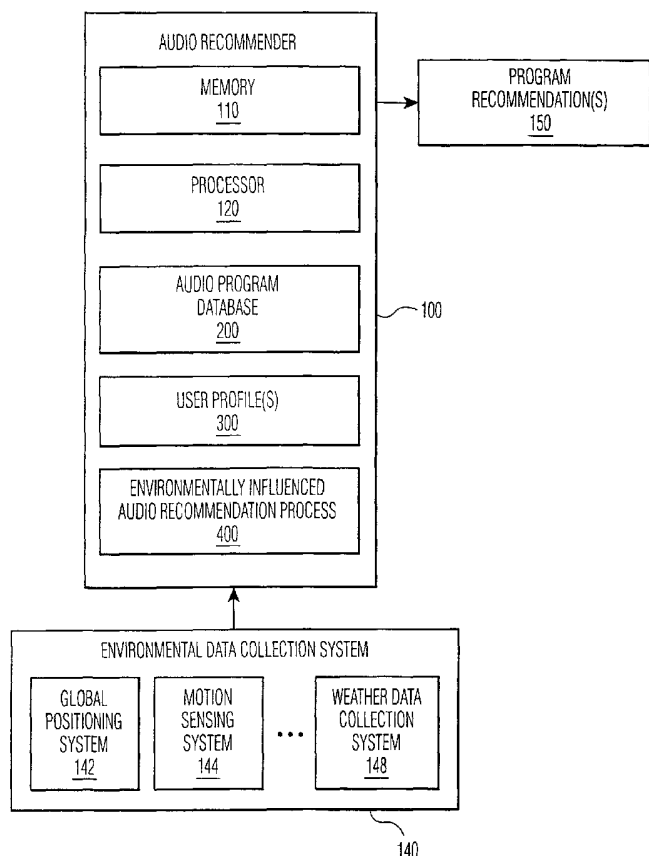 AUDIO RECOMMENDER
MEMORY
110
PROGRAM
RECOMMENDATION(S)
150
PROCESSOR
120
AUDIO PROGRAM
DATABASE
200
100
USER PROFILE(S)
300
ENVIRONMENTALLY INFLUENCED
AUDIO RECOMMENDATION PROCESS
400
ENVIRONMENTAL DATA COLLECTION SYSTEM
GLOBAL
POSITIONING
SYSTEM
142
MOTION
SENSING
SYSTEM
144
•••
WEATHER DATA
COLLECTION
SYSTEM
148
140